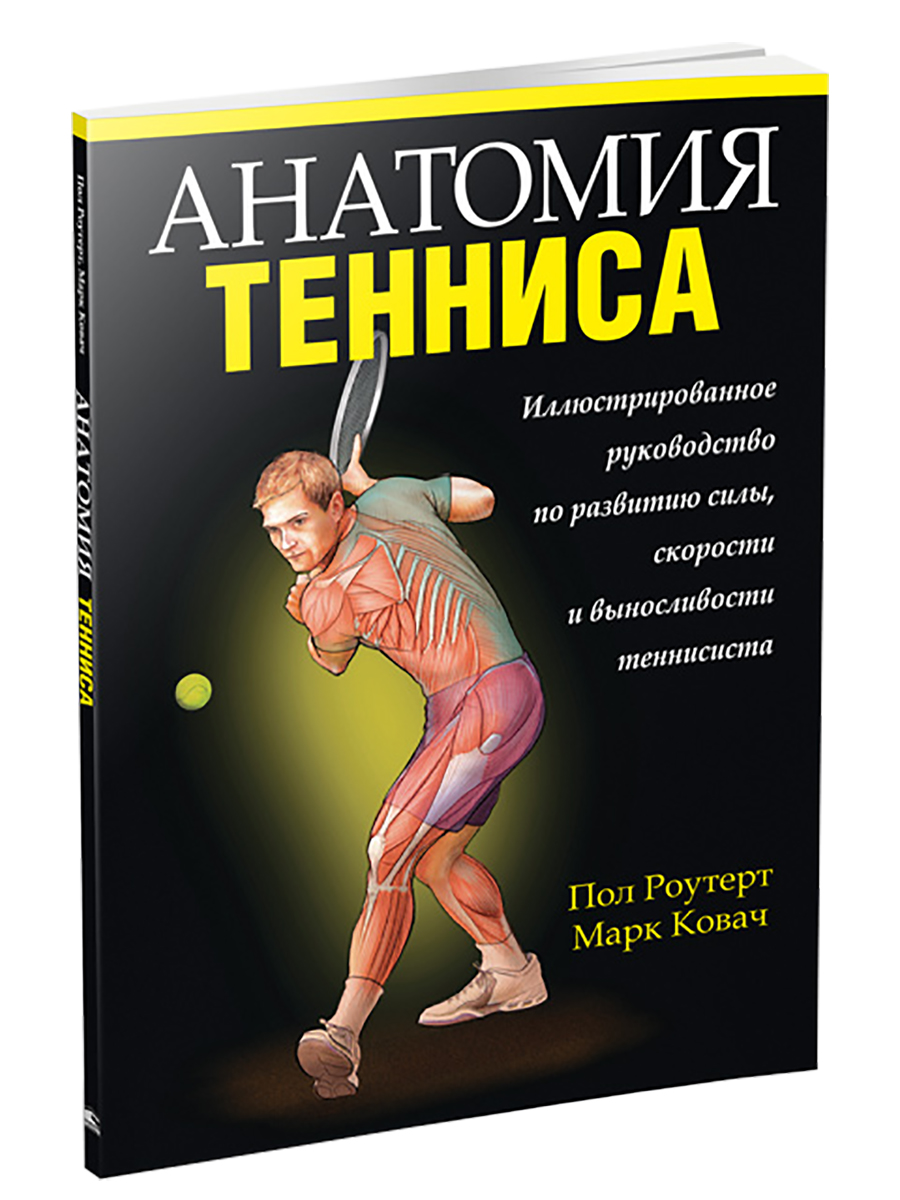 АНАТОМИЯ
ТЕННИСА
Иллюстрированное
руководство
по развитию силы,
скорости
и выносливости
теннисиста
Пол Роутерт
Марк Ковач
Пол Роутерт, Марк Ковач АНАТОМИЯ ТЕННИСА